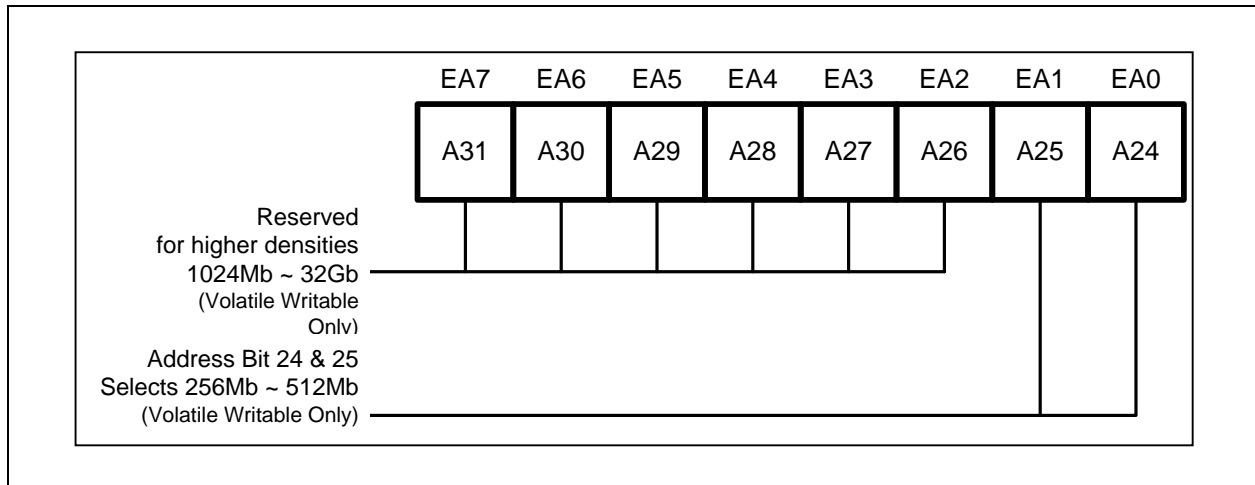 EA7 EA6 EA5 EA4 EA3 EA2 EA1 EA0
A31 A30 A29 A28 A27 A26 A25 A24
Reserved
for higher densities
1024Mb ~ 32Gb
(Volatile Writable
Only)
Address Bit 24 & 25
Selects 256Mb ~ 512Mb
(Volatile Writable Only)